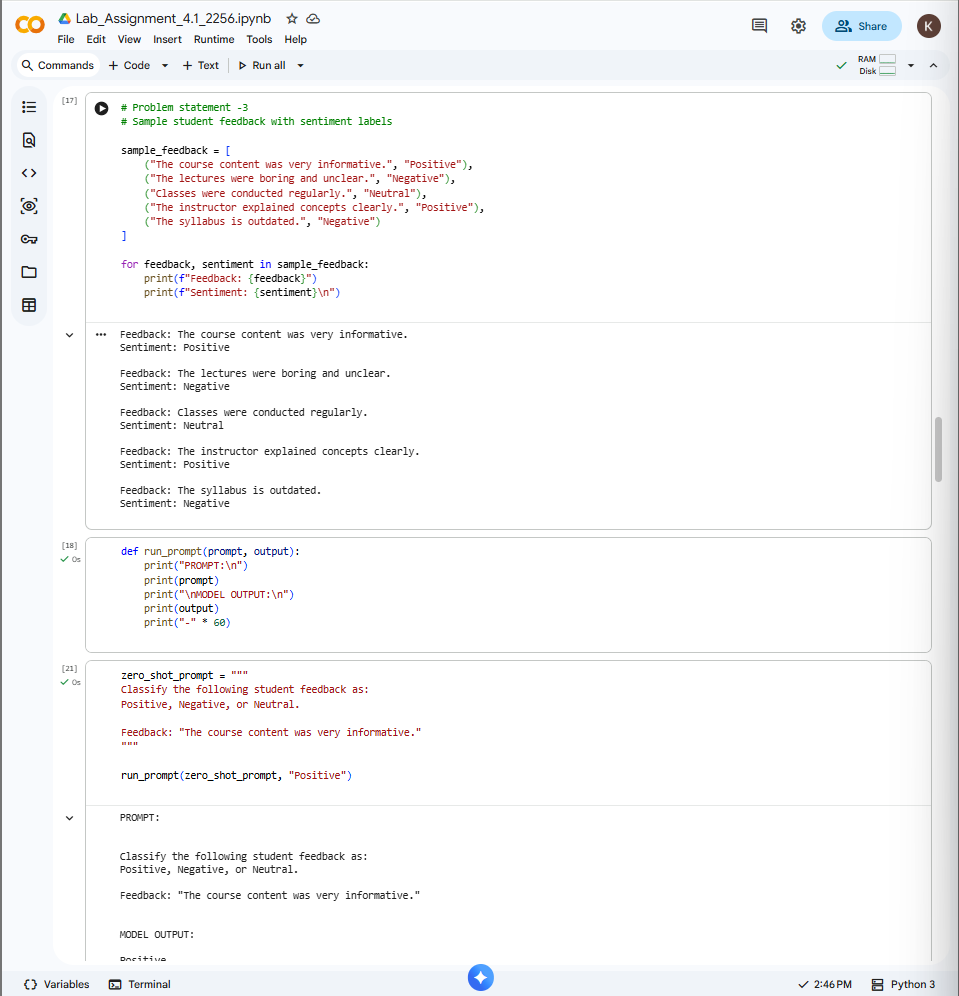 Lab_Assignment_4.1_2256.ipynb
File Edit View Insert Runtime Tools Help
Share
K
Commands + Code + Text Run all
RAM
Disk
[17]
# Problem statement -3
# Sample student feedback with sentiment labels
sample_feedback = [
    ("The course content was very informative.", "Positive"),
    ("The lectures were boring and unclear.", "Negative"),
    ("Classes were conducted regularly.", "Neutral"),
    ("The instructor explained concepts clearly.", "Positive"),
    ("The syllabus is outdated.", "Negative")
]
for feedback, sentiment in sample_feedback:
    print(f"Feedback: {feedback}")
    print(f"Sentiment: {sentiment}\n")
Feedback: The course content was very informative.
Sentiment: Positive
Feedback: The lectures were boring and unclear.
Sentiment: Negative
Feedback: Classes were conducted regularly.
Sentiment: Neutral
Feedback: The instructor explained concepts clearly.
Sentiment: Positive
Feedback: The syllabus is outdated.
Sentiment: Negative
[18]
0s
def run_prompt(prompt, output):
    print("PROMPT:\n")
    print(prompt)
    print("\nMODEL OUTPUT:\n")
    print(output)
    print("-" * 60)
[21]
0s
zero_shot_prompt = """
Classify the following student feedback as:
Positive, Negative, or Neutral.
Feedback: "The course content was very informative."
"""
run_prompt(zero_shot_prompt, "Positive")
PROMPT:
Classify the following student feedback as:
Positive, Negative, or Neutral.
Feedback: "The course content was very informative."
MODEL OUTPUT:
Positive
Variables Terminal
2:46 PM Python 3